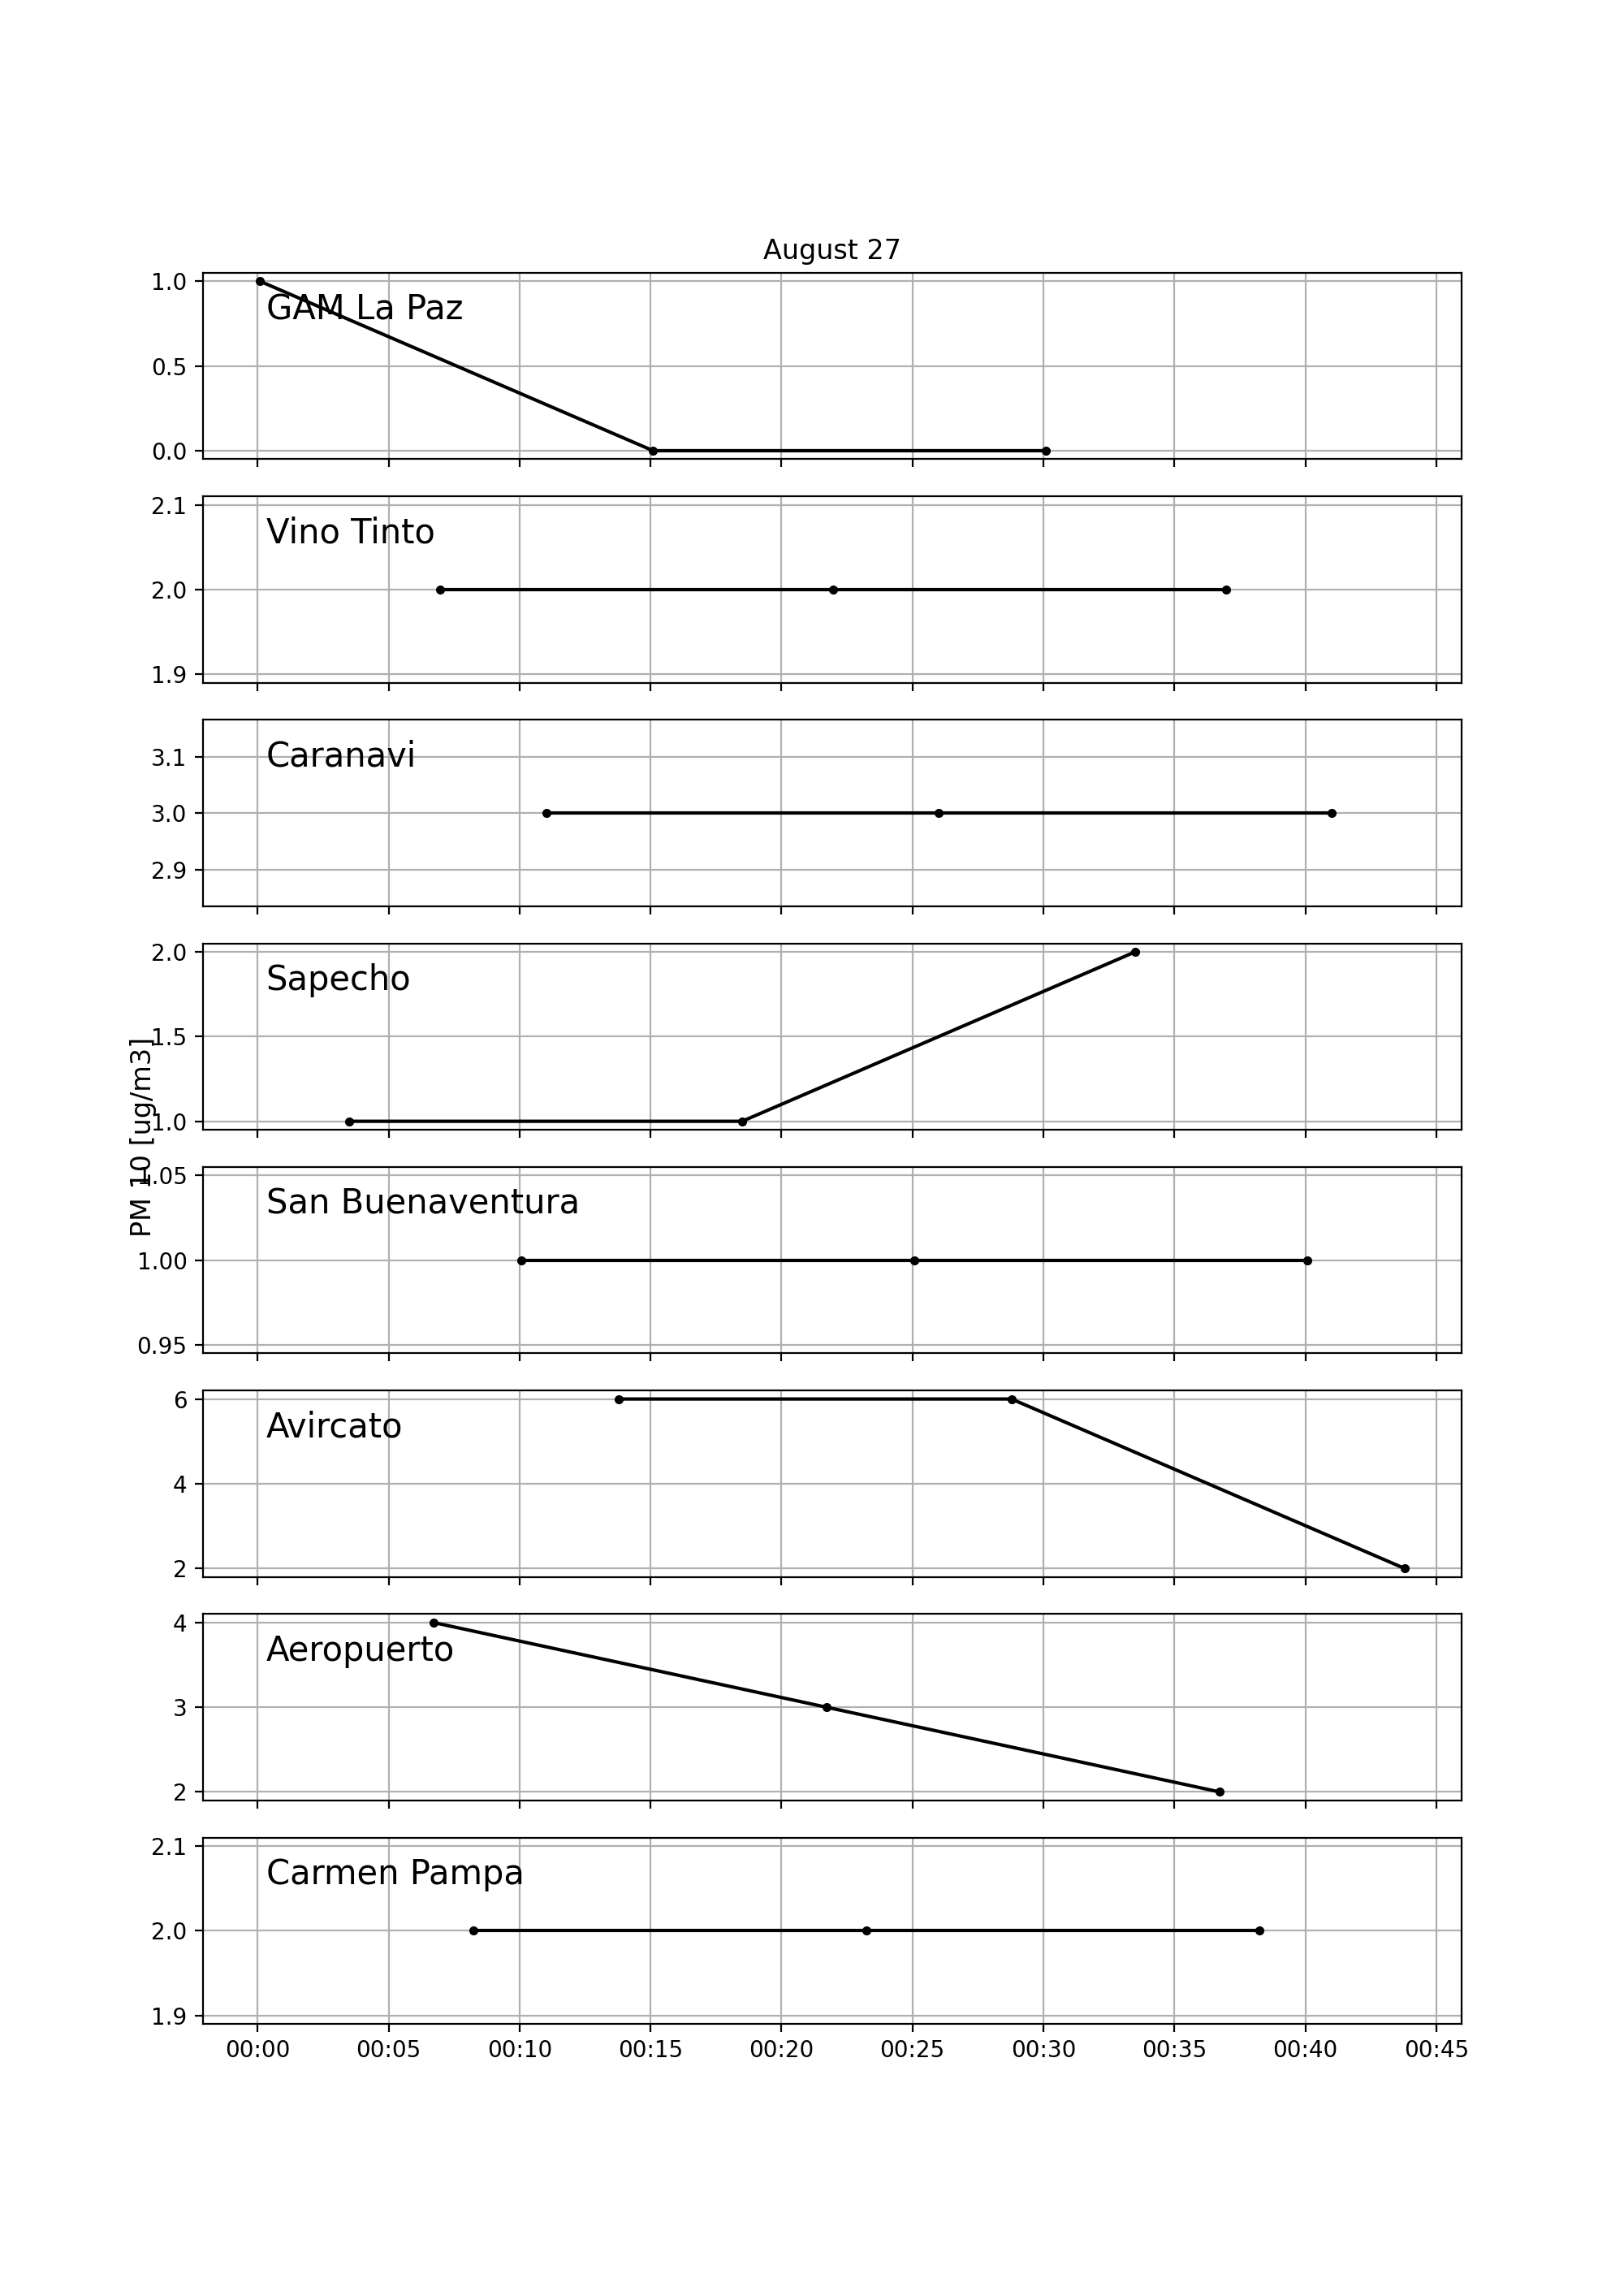 August 27
1.0
GAM La Paz
0.5
0.0
2.1
Vino Tinto
2.0
1.9
3.1
Caranavi
3.0
2.9
2.0
Sapecho
1.5
1.0
PM 10 [ug/m3]
1.05
San Buenaventura
1.00
0.95
6
Avircato
4
2
4
Aeropuerto
3
2
2.1
Carmen Pampa
2.0
1.9
00:00 00:05 00:10 00:15 00:20 00:25 00:30 00:35 00:40 00:45